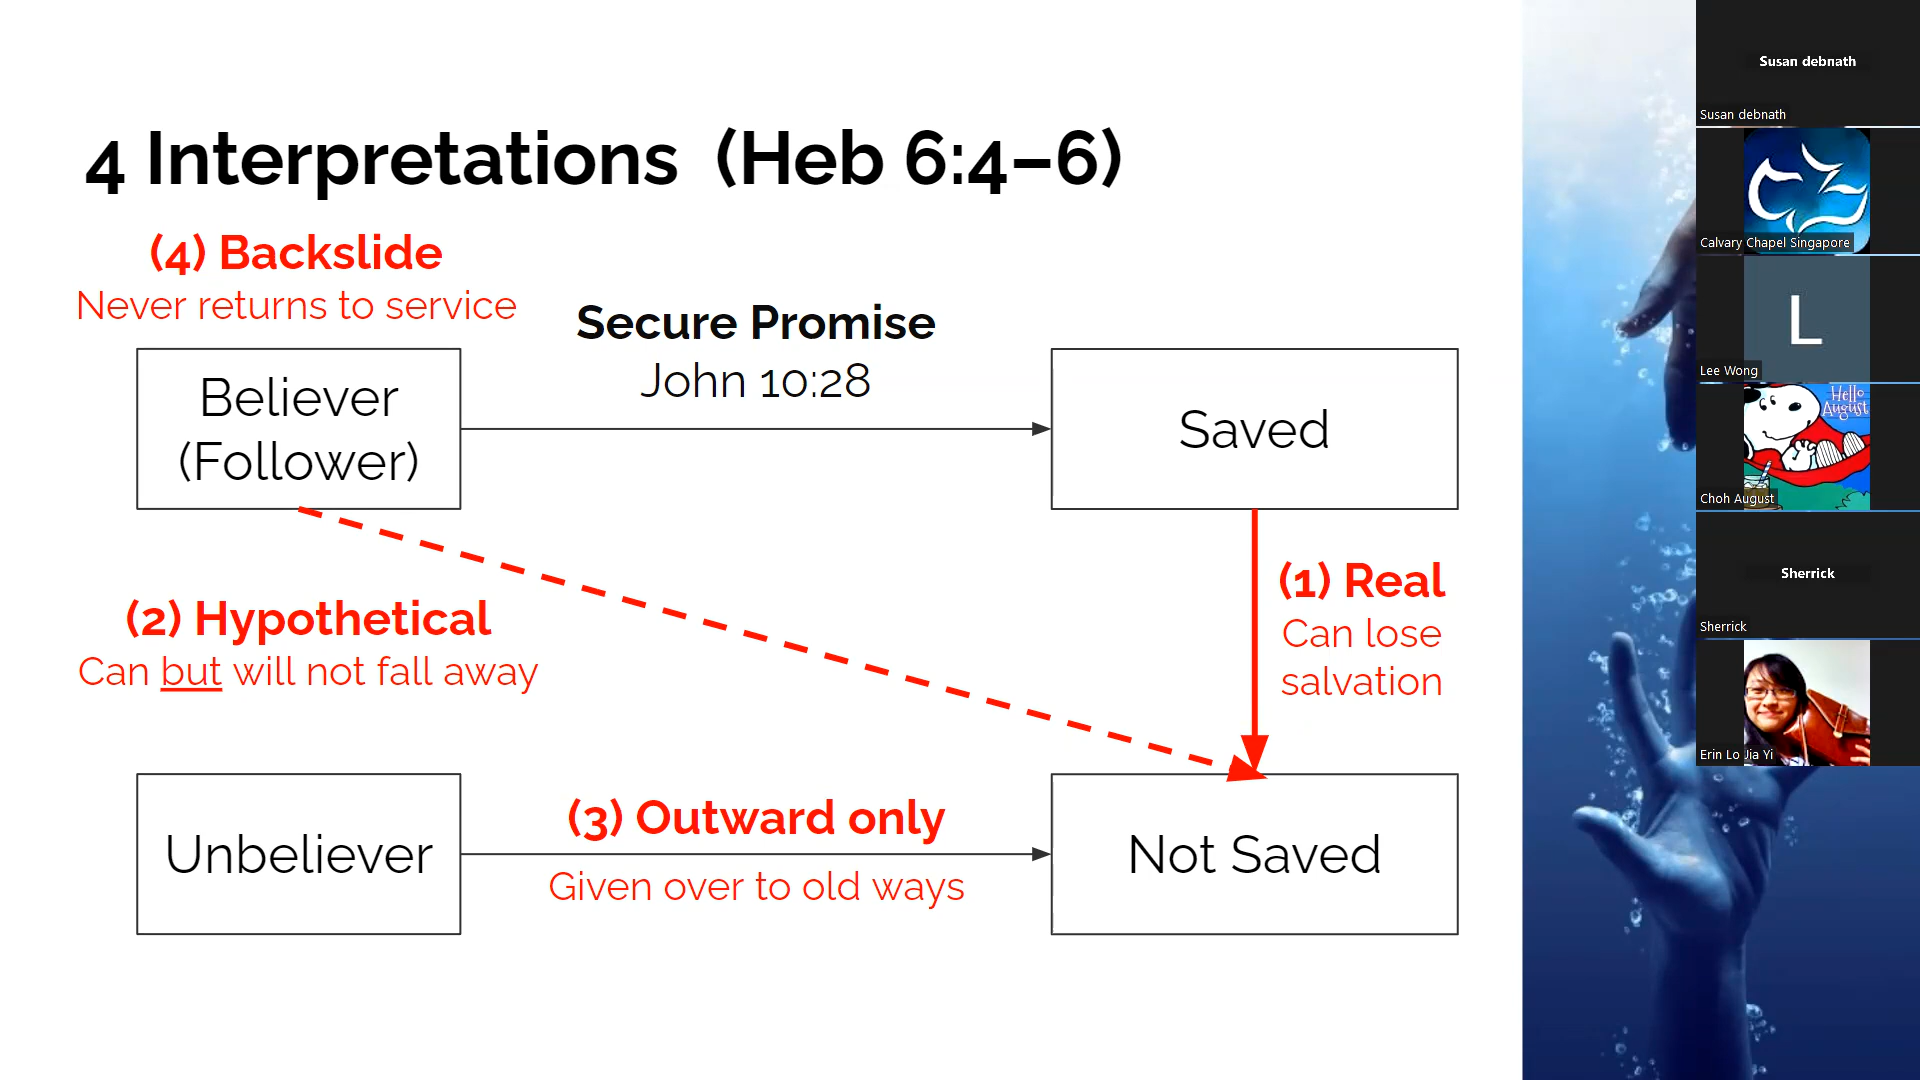 4 Interpretations (Heb 6:4–6)
(4) Backslide
Never returns to service
Secure Promise
John 10:28
Believer
(Follower)
Saved
(1) Real
Can lose
salvation
(2) Hypothetical
Can but will not fall away
(3) Outward only
Given over to old ways
Unbeliever
Not Saved
Susan debnath
Susan debnath
Calvary Chapel Singapore
L
Lee Wong
Hello
August
Choh August
Sherrick
Sherrick
Erin Lo Jia Yi